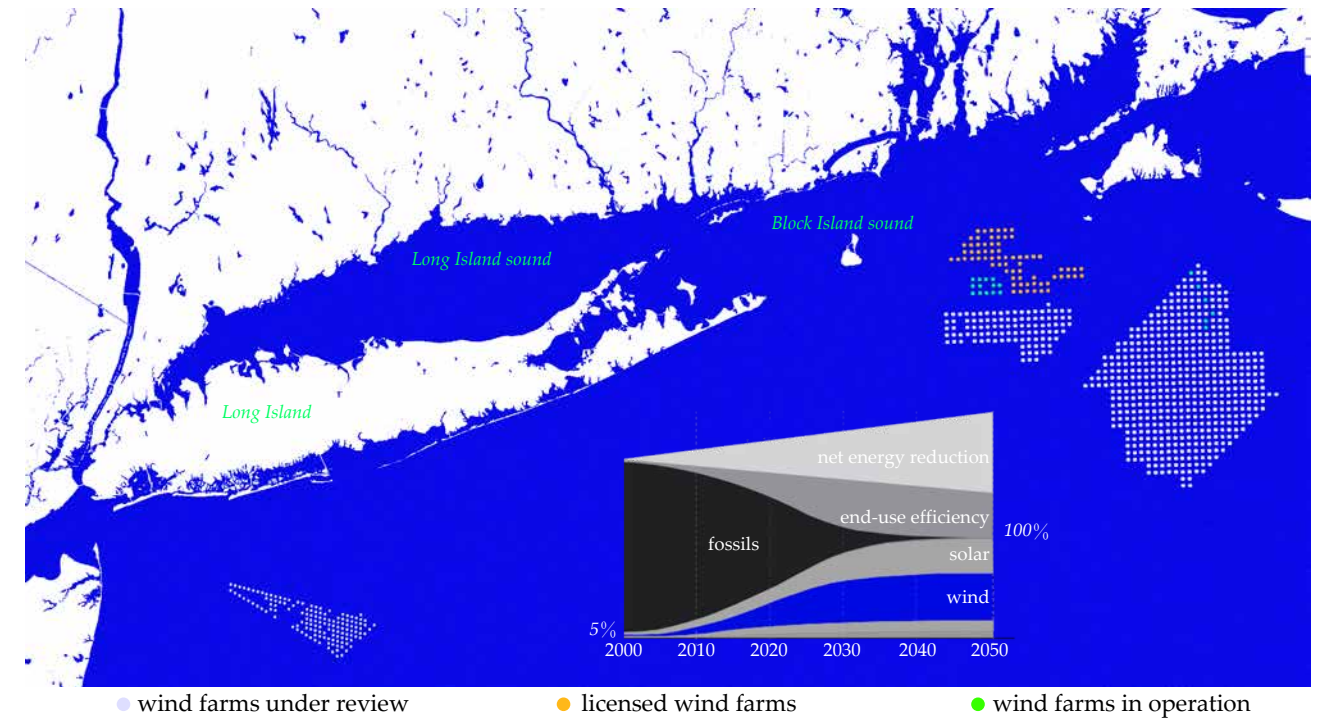 Block Island sound
Long Island sound
Long Island
net energy reduction
end-use efficiency
100%
fossils
solar
wind
5%
2000 2010 2020 2030 2040 2050
wind farms under review licensed wind farms wind farms in operation